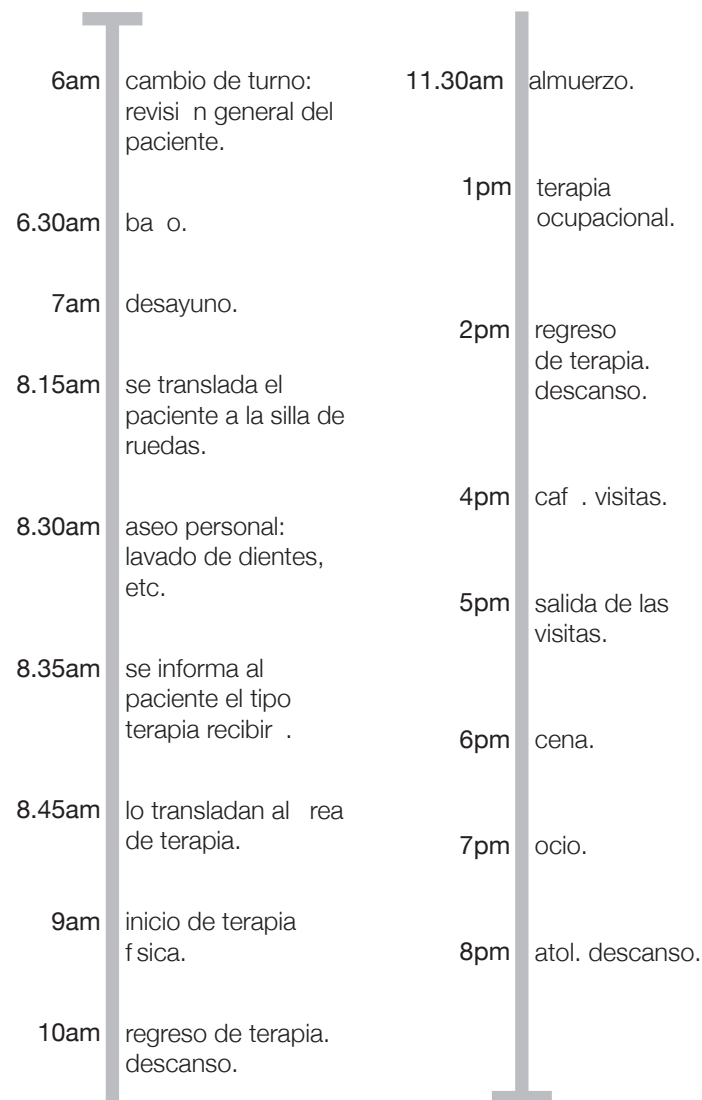 6am cambio de turno:
revisi n general del
paciente.
6.30am ba o.
7am desayuno.
8.15am se translada el
paciente a la silla de
ruedas.
8.30am aseo personal:
lavado de dientes,
etc.
8.35am se informa al
paciente el tipo
terapia recibir .
8.45am lo transladan al rea
de terapia.
9am inicio de terapia
f sica.
10am regreso de terapia.
descanso.
11.30am almuerzo.
1pm terapia
ocupacional.
2pm regreso
de terapia.
descanso.
4pm caf . visitas.
5pm salida de las
visitas.
6pm cena.
7pm ocio.
8pm atol. descanso.